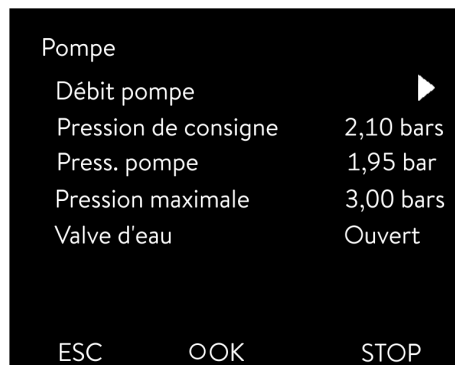 Pompe
Débit pompe
Pression de consigne 2,10 bars
Press. pompe 1,95 bar
Pression maximale 3,00 bars
Valve d'eau Ouvert
ESC OOK STOP